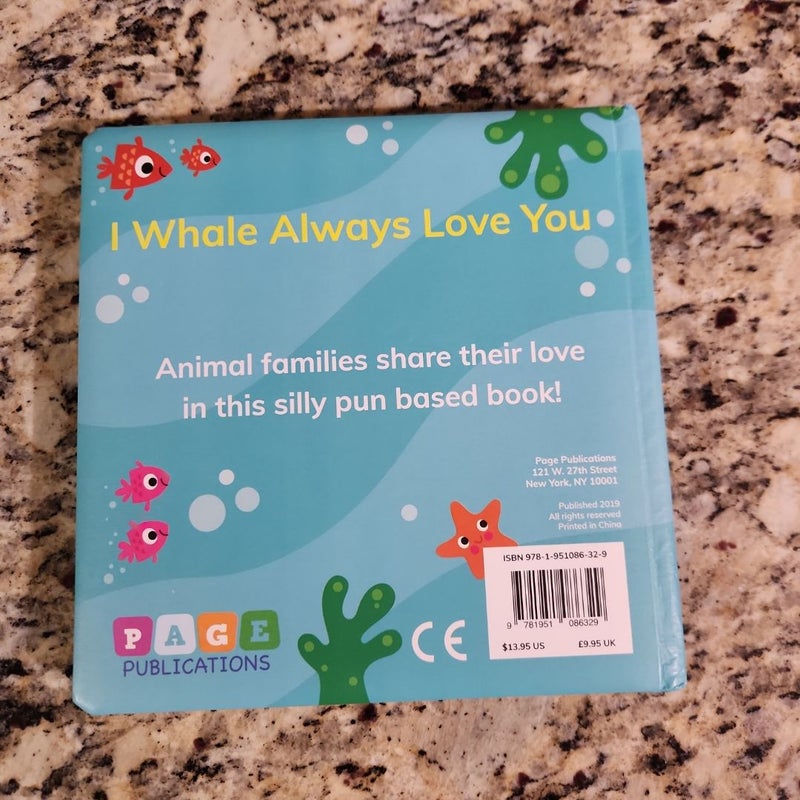 I Whale Always Love You
Animal families share their love
in this silly pun based book!
Page Publications
121 W. 27th Street
New York, NY 10001
Published 2019
All rights reserved
Printed in China
ISBN 978-1-951086-32-9
9 781951 086329
$13.95 US £9.95 UK
PAGE
PUBLICATIONS
CE